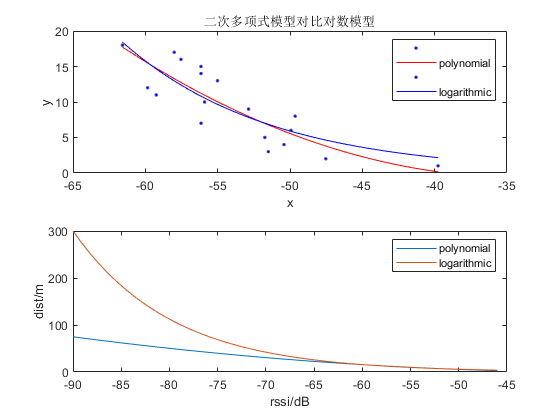 二次多项式模型对比对数模型
20
15
10
5
0
y
polynomial
logarithmic
-65 -60 -55 -50 -45 -40 -35
x
300
200
100
0
dist/m
polynomial
logarithmic
-90 -85 -80 -75 -70 -65 -60 -55 -50 -45
rssi/dB